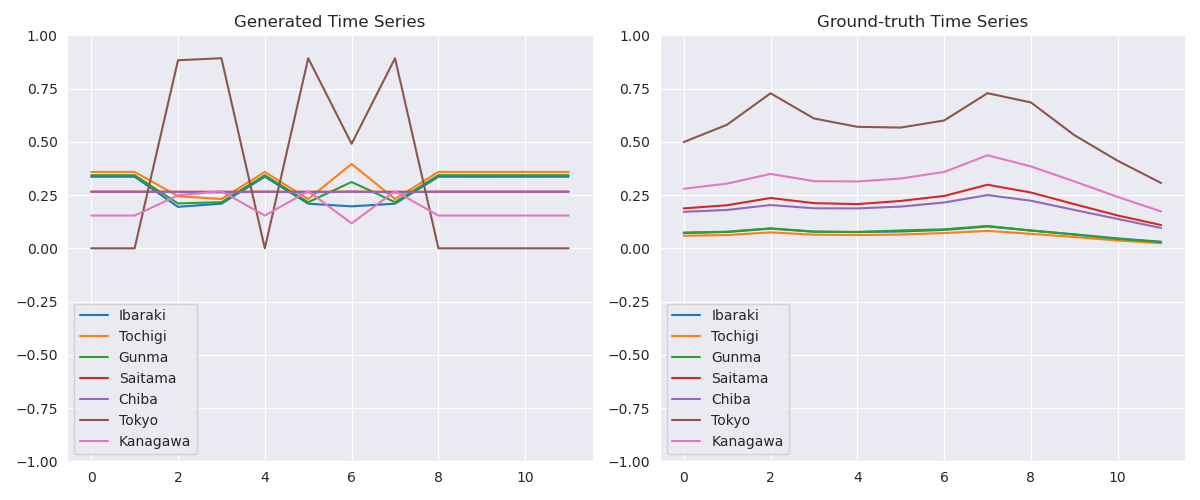 Generated Time Series
1.00
0.75
0.50
0.25
0.00
−0.25
−0.50
−0.75
−1.00
Ibaraki
Tochigi
Gunma
Saitama
Chiba
Tokyo
Kanagawa
0 2 4 6 8 10
Ground-truth Time Series
1.00
0.75
0.50
0.25
0.00
−0.25
−0.50
−0.75
−1.00
Ibaraki
Tochigi
Gunma
Saitama
Chiba
Tokyo
Kanagawa
0 2 4 6 8 10